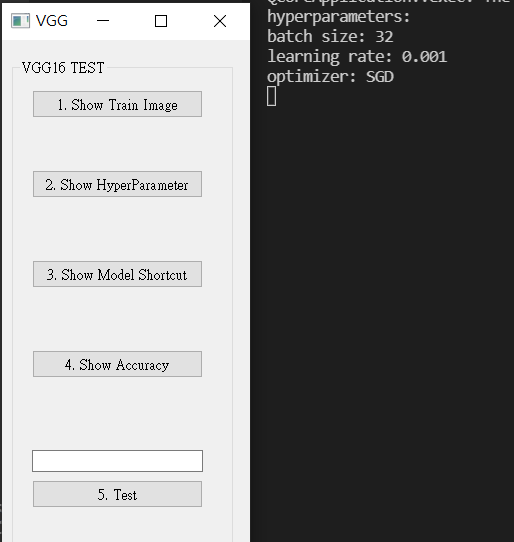 VGG
VGG16 TEST
1. Show Train Image
2. Show HyperParameter
3. Show Model Shortcut
4. Show Accuracy
5. Test
hyperparameters:
batch size: 32
learning rate: 0.001
optimizer: SGD